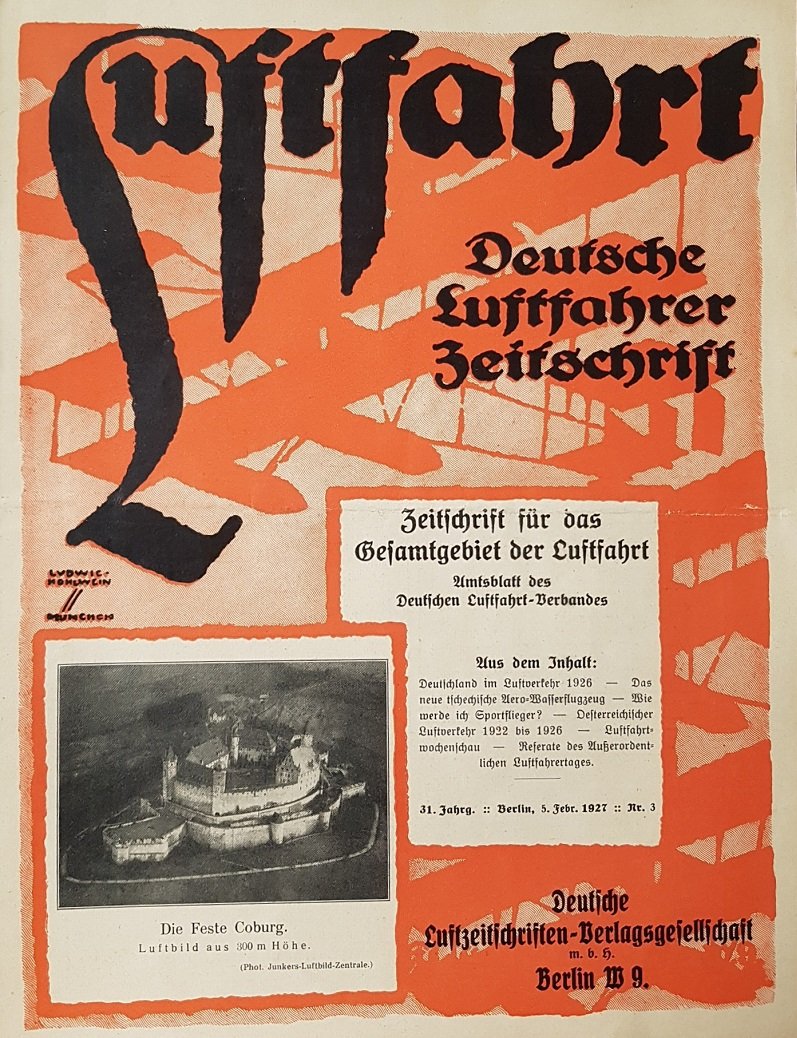 Luftfahrt
Deutsche
Luftfahrer
Zeitschrift
LUDWIG-
HOHLWEIN
MÜNCHEN
Zeitschrift für das
Gesamtgebiet der Luftfahrt
Amtsblatt des
Deutschen Luftfahrt-Verbandes
Aus dem Inhalt:
Deutschland im Luftverkehr 1926 — Das
neue tschechische Aero-Wasserflugzeug — Wie
werde ich Sportflieger? — Oesterreichischer
Luftverkehr 1922 bis 1926 — Luftfahrt-
wochenschau — Referate des Außerordent-
lichen Luftfahrertages.
31. Jahrg. :: Berlin, 5. Febr. 1927 :: Nr. 3
Die Feste Coburg.
Luftbild aus 300 m Höhe.
(Phot. Junkers-Luftbild-Zentrale.)
Deutsche
Luftzeitschriften-Verlagsgesellschaft
m. b. H.
Berlin W 9.